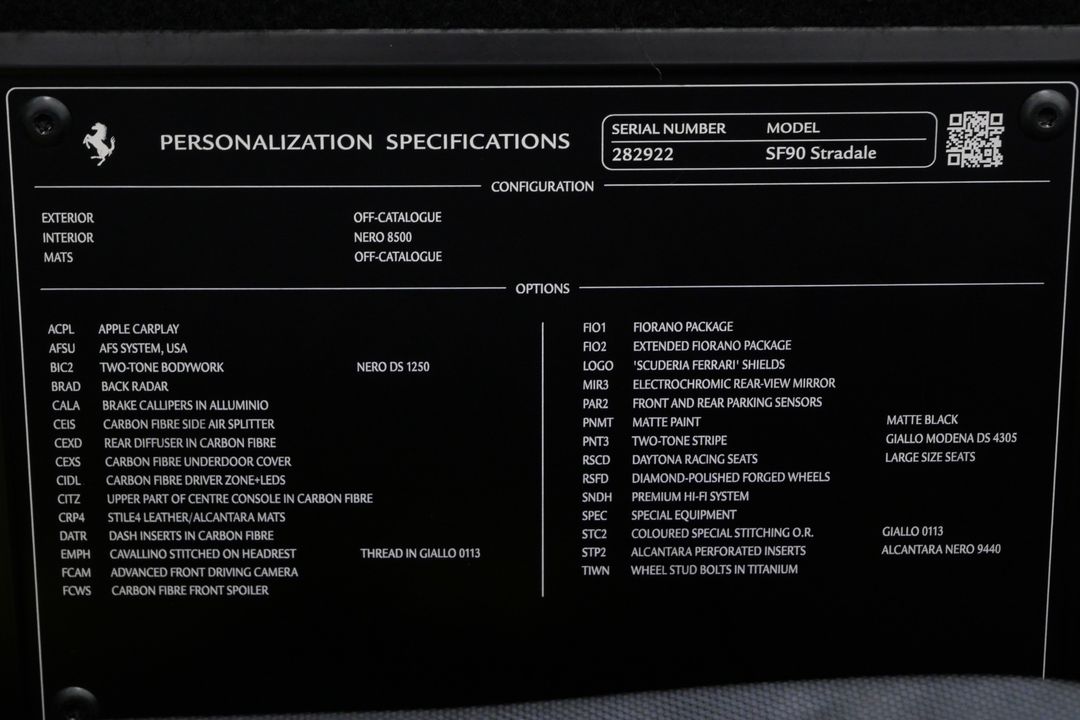 PERSONALIZATION SPECIFICATIONS
SERIAL NUMBER MODEL
282922 SF90 Stradale
CONFIGURATION
EXTERIOR OFF-CATALOGUE
INTERIOR NERO 8500
MATS OFF-CATALOGUE
OPTIONS
ACPL APPLE CARPLAY
AFSU AFS SYSTEM, USA
BIC2 TWO-TONE BODYWORK NERO DS 1250
BRAD BACK RADAR
CALA BRAKE CALLIPERS IN ALLUMINIO
CEIS CARBON FIBRE SIDE AIR SPLITTER
CEXD REAR DIFFUSER IN CARBON FIBRE
CEXS CARBON FIBRE UNDERDOOR COVER
CIDL CARBON FIBRE DRIVER ZONE+LEDS
CITZ UPPER PART OF CENTRE CONSOLE IN CARBON FIBRE
CRP4 STILE4 LEATHER/ALCANTARA MATS
DATR DASH INSERTS IN CARBON FIBRE
EMPH CAVALLINO STITCHED ON HEADREST THREAD IN GIALLO 0113
FCAM ADVANCED FRONT DRIVING CAMERA
FCWS CARBON FIBRE FRONT SPOILER
FIO1 FIORANO PACKAGE
FIO2 EXTENDED FIORANO PACKAGE
LOGO 'SCUDERIA FERRARI' SHIELDS
MIR3 ELECTROCHROMIC REAR-VIEW MIRROR
PAR2 FRONT AND REAR PARKING SENSORS
PNMT MATTE PAINT MATTE BLACK
PNT3 TWO-TONE STRIPE GIALLO MODENA DS 4305
RSCD DAYTONA RACING SEATS LARGE SIZE SEATS
RSFD DIAMOND-POLISHED FORGED WHEELS
SNDH PREMIUM HI-FI SYSTEM
SPEC SPECIAL EQUIPMENT
STC2 COLOURED SPECIAL STITCHING O.R. GIALLO 0113
STP2 ALCANTARA PERFORATED INSERTS ALCANTARA NERO 9440
TIWN WHEEL STUD BOLTS IN TITANIUM